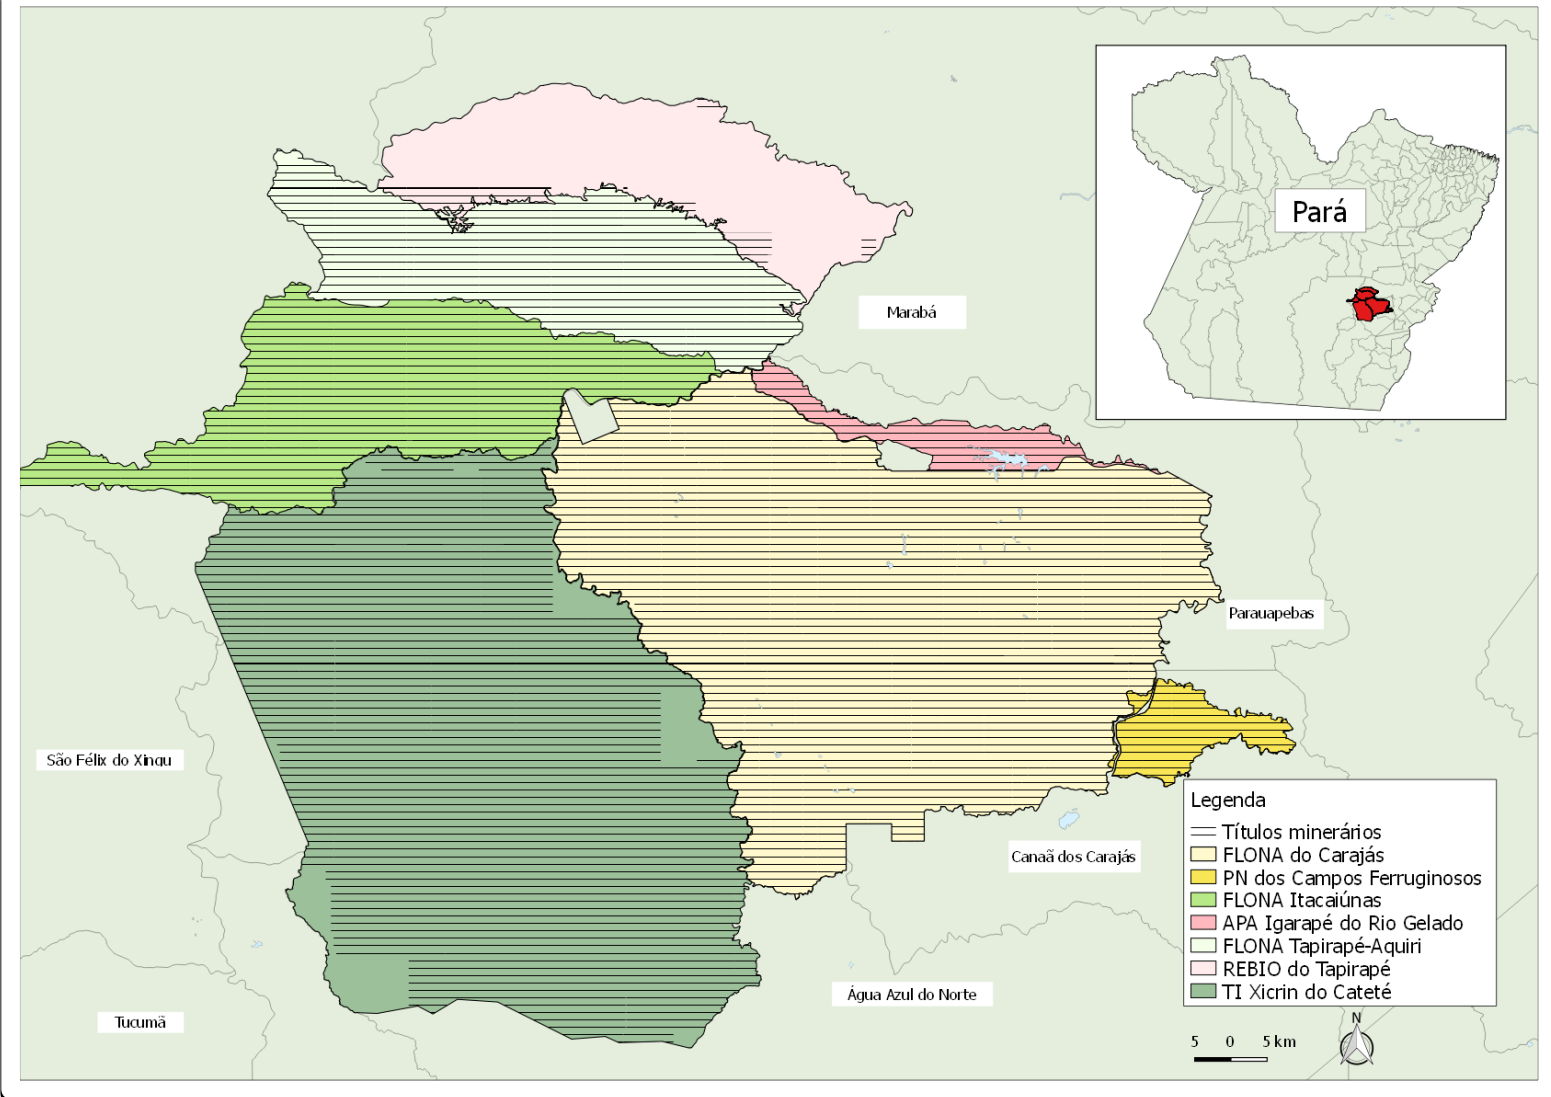 Pará
Marabá
Parauapebas
São Félix do Xingu
Canaã dos Carajás
Água Azul do Norte
Tucumã
Legenda
Títulos minerários
FLONA do Carajás
PN dos Campos Ferruginosos
FLONA Itacaiúnas
APA Igarapé do Rio Gelado
FLONA Tapirapé-Aquiri
REBIO do Tapirapé
TI Xicrin do Cateté
N
5 0 5 km